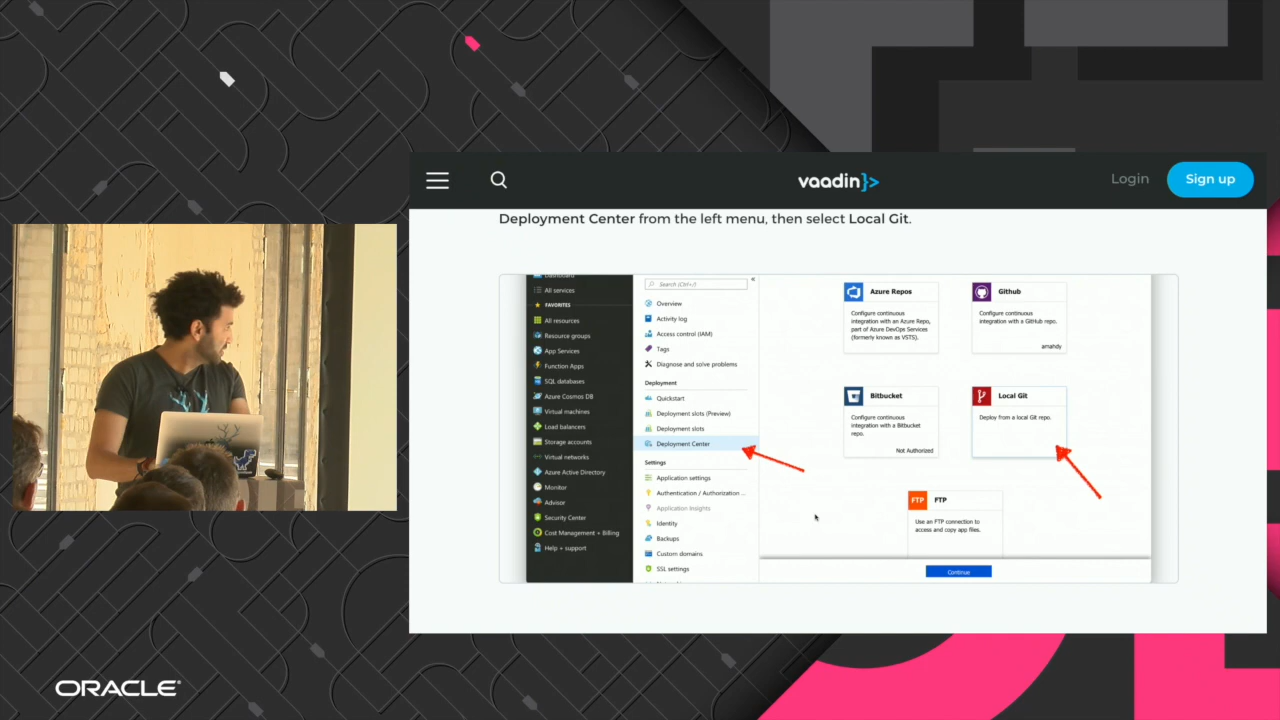 vaadin}>
Login
Sign up
Deployment Center from the left menu, then select Local Git.
All services
FAVORITES
All resources
Resource groups
App Services
Function Apps
SQL databases
Azure Cosmos DB
Virtual machines
Load balancers
Storage accounts
Virtual networks
Azure Active Directory
Monitor
Advisor
Security Center
Cost Management + Billing
Help + support
Search (Ctrl+/)
«
Overview
Activity log
Access control (IAM)
Tags
Diagnose and solve problems
Deployment
Quickstart
Deployment slots (Preview)
Deployment slots
Deployment Center
Settings
Application settings
Authentication / Authorization ...
Application Insights
Identity
Backups
Custom domains
SSL settings
Azure Repos
Configure continuous
integration with an Azure Repo,
part of Azure DevOps Services
(formerly known as VSTS).
Github
Configure continuous
integration with a GitHub repo.
amahdy
Bitbucket
Configure continuous
integration with a Bitbucket
repo.
Not Authorized
Local Git
Deploy from a local Git repo.
FTP
FTP
Use an FTP connection to
access and copy app files.
Continue
ORACLE